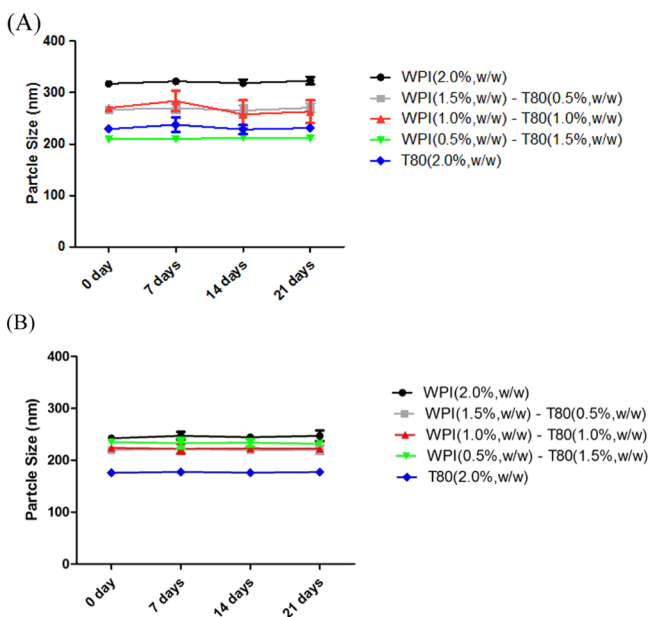 (A)
400
300
200
100
0
Partcle Size (nm)
0 day
7 days
14 days
21 days
WPI(2.0%,w/w)
WPI(1.5%,w/w) - T80(0.5%,w/w)
WPI(1.0%,w/w) - T80(1.0%,w/w)
WPI(0.5%,w/w) - T80(1.5%,w/w)
T80(2.0%,w/w)
(B)
400
300
200
100
0
Partcle Size (nm)
0 day
7 days
14 days
21 days
WPI(2.0%,w/w)
WPI(1.5%,w/w) - T80(0.5%,w/w)
WPI(1.0%,w/w) - T80(1.0%,w/w)
WPI(0.5%,w/w) - T80(1.5%,w/w)
T80(2.0%,w/w)